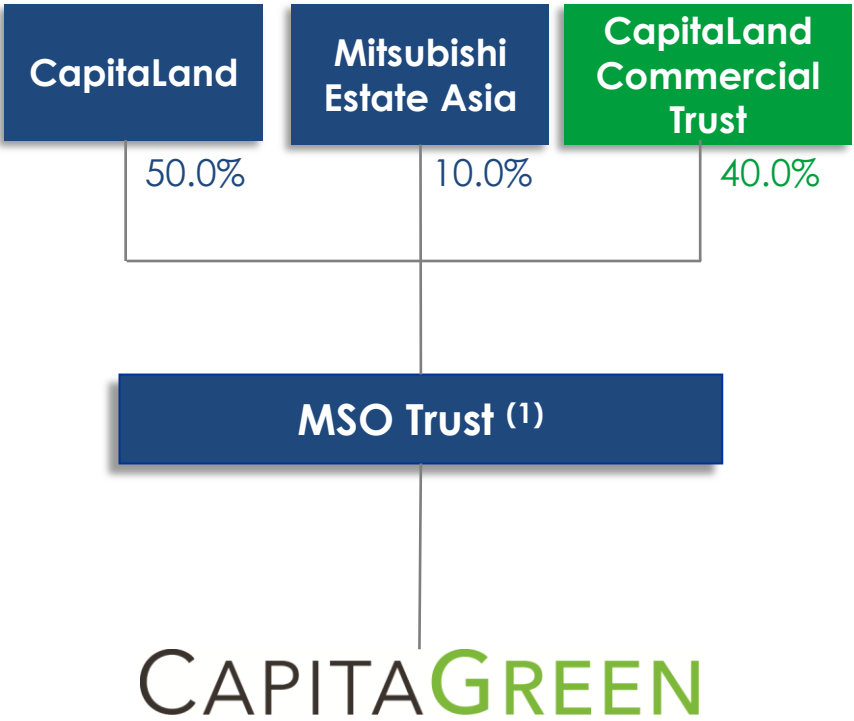 CapitaLand
Mitsubishi
Estate Asia
CapitaLand
Commercial
Trust
50.0%
10.0%
40.0%
MSO Trust (1)
CAPITAGREEN